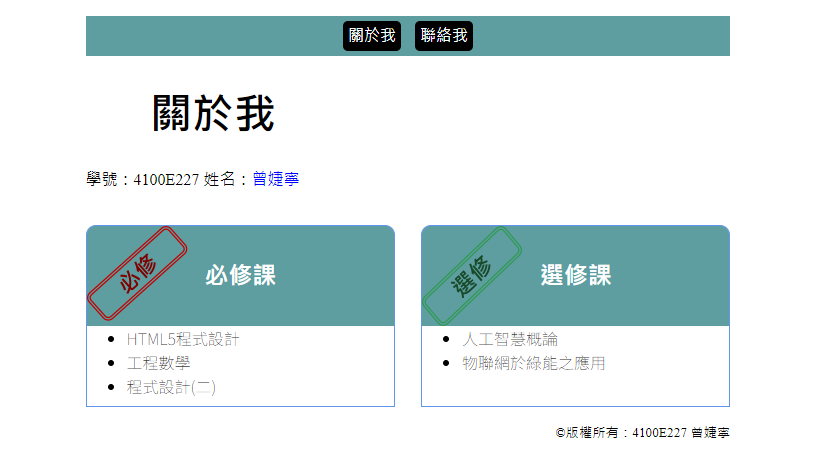 關於我 聯絡我
關於我
學號：4100E227 姓名：曾婕寧
必修 必修課
HTML5程式設計
工程數學
程式設計(二)
選修 選修課
人工智慧概論
物聯網於綠能之應用
©版權所有：4100E227 曾婕寧